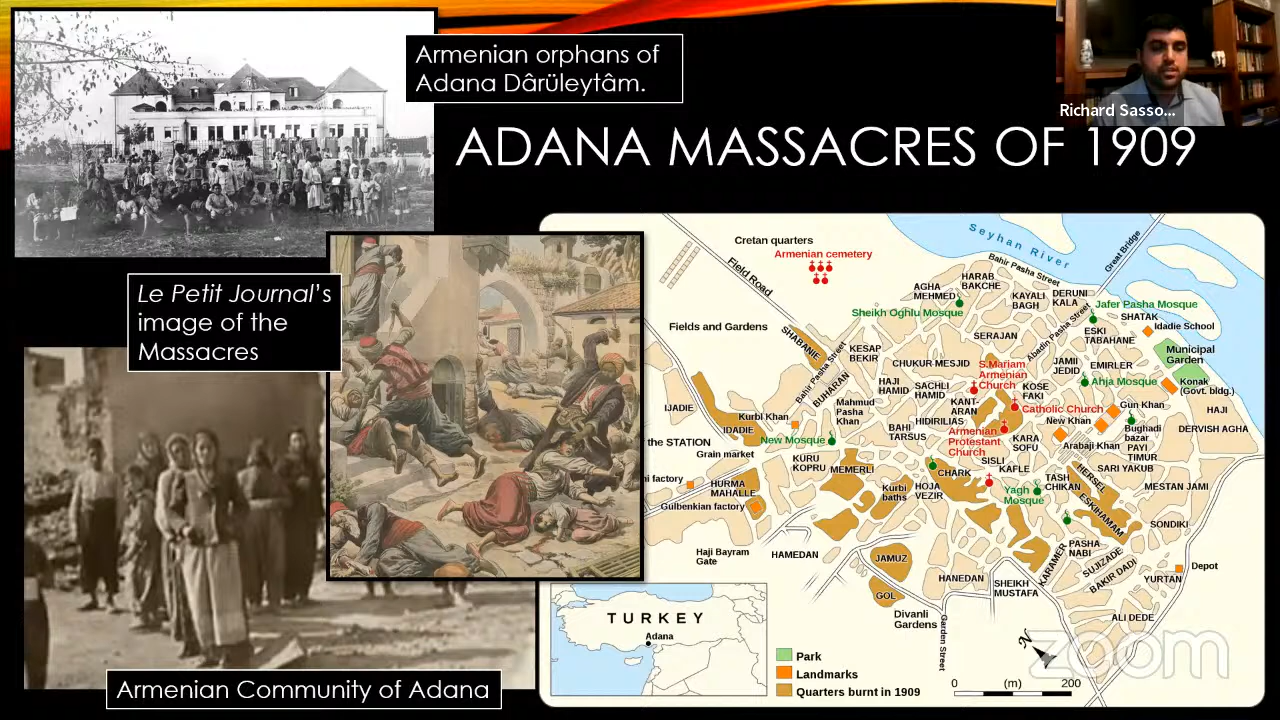 Armenian orphans of
Adana Dârüleytâm.
Richard Sasso...
ADANA MASSACRES OF 1909
Le Petit Journal's
image of the
Massacres
Armenian Community of Adana
Cretan quarters
Armenian cemetery
Field Road
Fields and Gardens
Seyhan River
Great Bridge
Bahir Pasha Street
HARAB
BAKCHE
AGHA
MEHMED
KAYALI
BAGH
DERUNI
KALA
Jafer Pasha Mosque
Sheikh Oghlu Mosque
SHATAK
Idadie School
ESKI
TABAHANE
Abadin Pasha Street
SERAJAN
SHABANIE
KESAP
BEKIR
Bahir Pasha Street
BUHARAN
CHUKUR MESJID
S.Mariam
Armenian
Church
JAMII
JEDID
EMIRLER
Municipal
Garden
HAJI
HAMID
SACHLI
HAMID
KOSE
FAKI
Ahja Mosque
Konak
(Govt. bldg.)
IJADIE
Kurbi Khan
IDADIE
Mahmud
Pasha
Khan
KANT-
ARAN
HIDIRILIAS
Catholic Church
Gun Khan
New Khan
HAJI
BAHI
TARSUS
Armenian
Protestant
Church
KARA
SOFU
Arabaji Khan
Bughadi
bazar
PAYI
TIMUR
DERVISH AGHA
the STATION
New Mosque
Grain market
KURU
KOPRU
MEMERLI
SISLI
KAFLE
SARI YAKUB
CHARK
TASH
CHIKAN
HERSEL
MESTAN JAMI
ni factory
HURMA
MAHALLE
Kurbi
baths
HOJA
VEZIR
Yagh
Mosque
ESKIHAMAM
Gülbenkian factory
SONDIKI
Haji Bayram
Gate
HAMEDAN
JAMUZ
KARAMER
PASHA
NABI
SUJIZADE
BAKIR DADI
Depot
YURTAN
HANEDAN
SHEIKH
MUSTAFA
GOL
Divanli
Gardens
Garden Street
ALI DEDE
TURKEY
Adana
Park
Landmarks
Quarters burnt in 1909
N
0 (m) 200
zoom